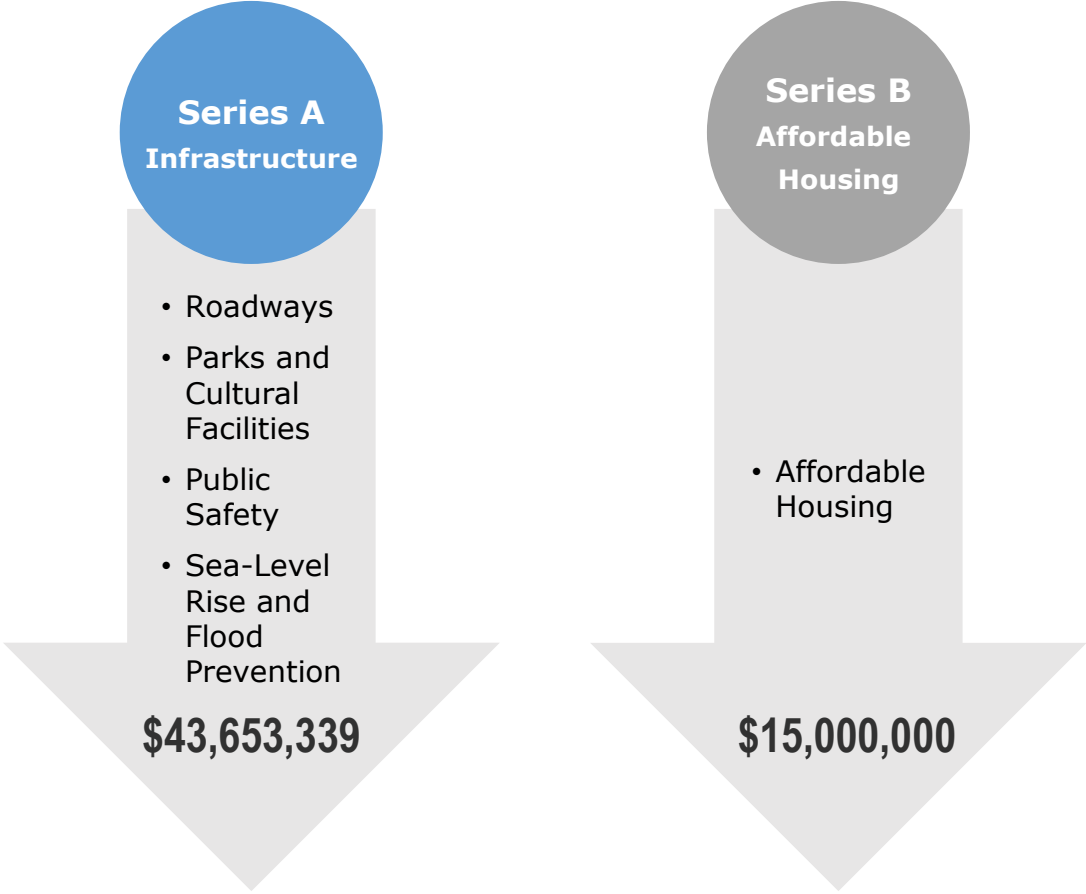 Series A
Infrastructure
• Roadways
• Parks and
Cultural
Facilities
• Public
Safety
• Sea-Level
Rise and
Flood
Prevention
$43,653,339
Series B
Affordable
Housing
• Affordable
Housing
$15,000,000